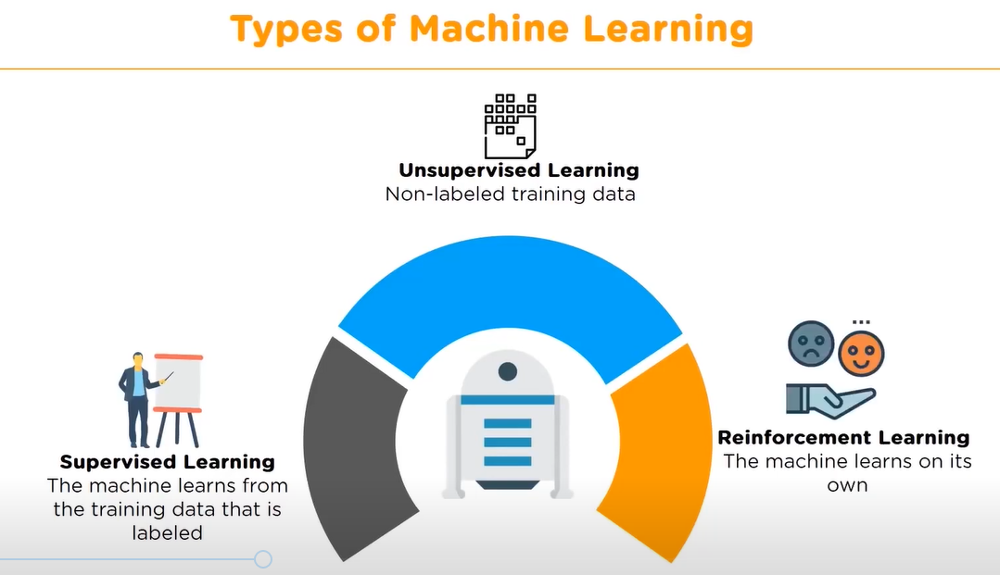 Types of Machine Learning
Unsupervised Learning
Non-labeled training data
Supervised Learning
The machine learns from
the training data that is
labeled
Reinforcement Learning
The machine learns on its
own